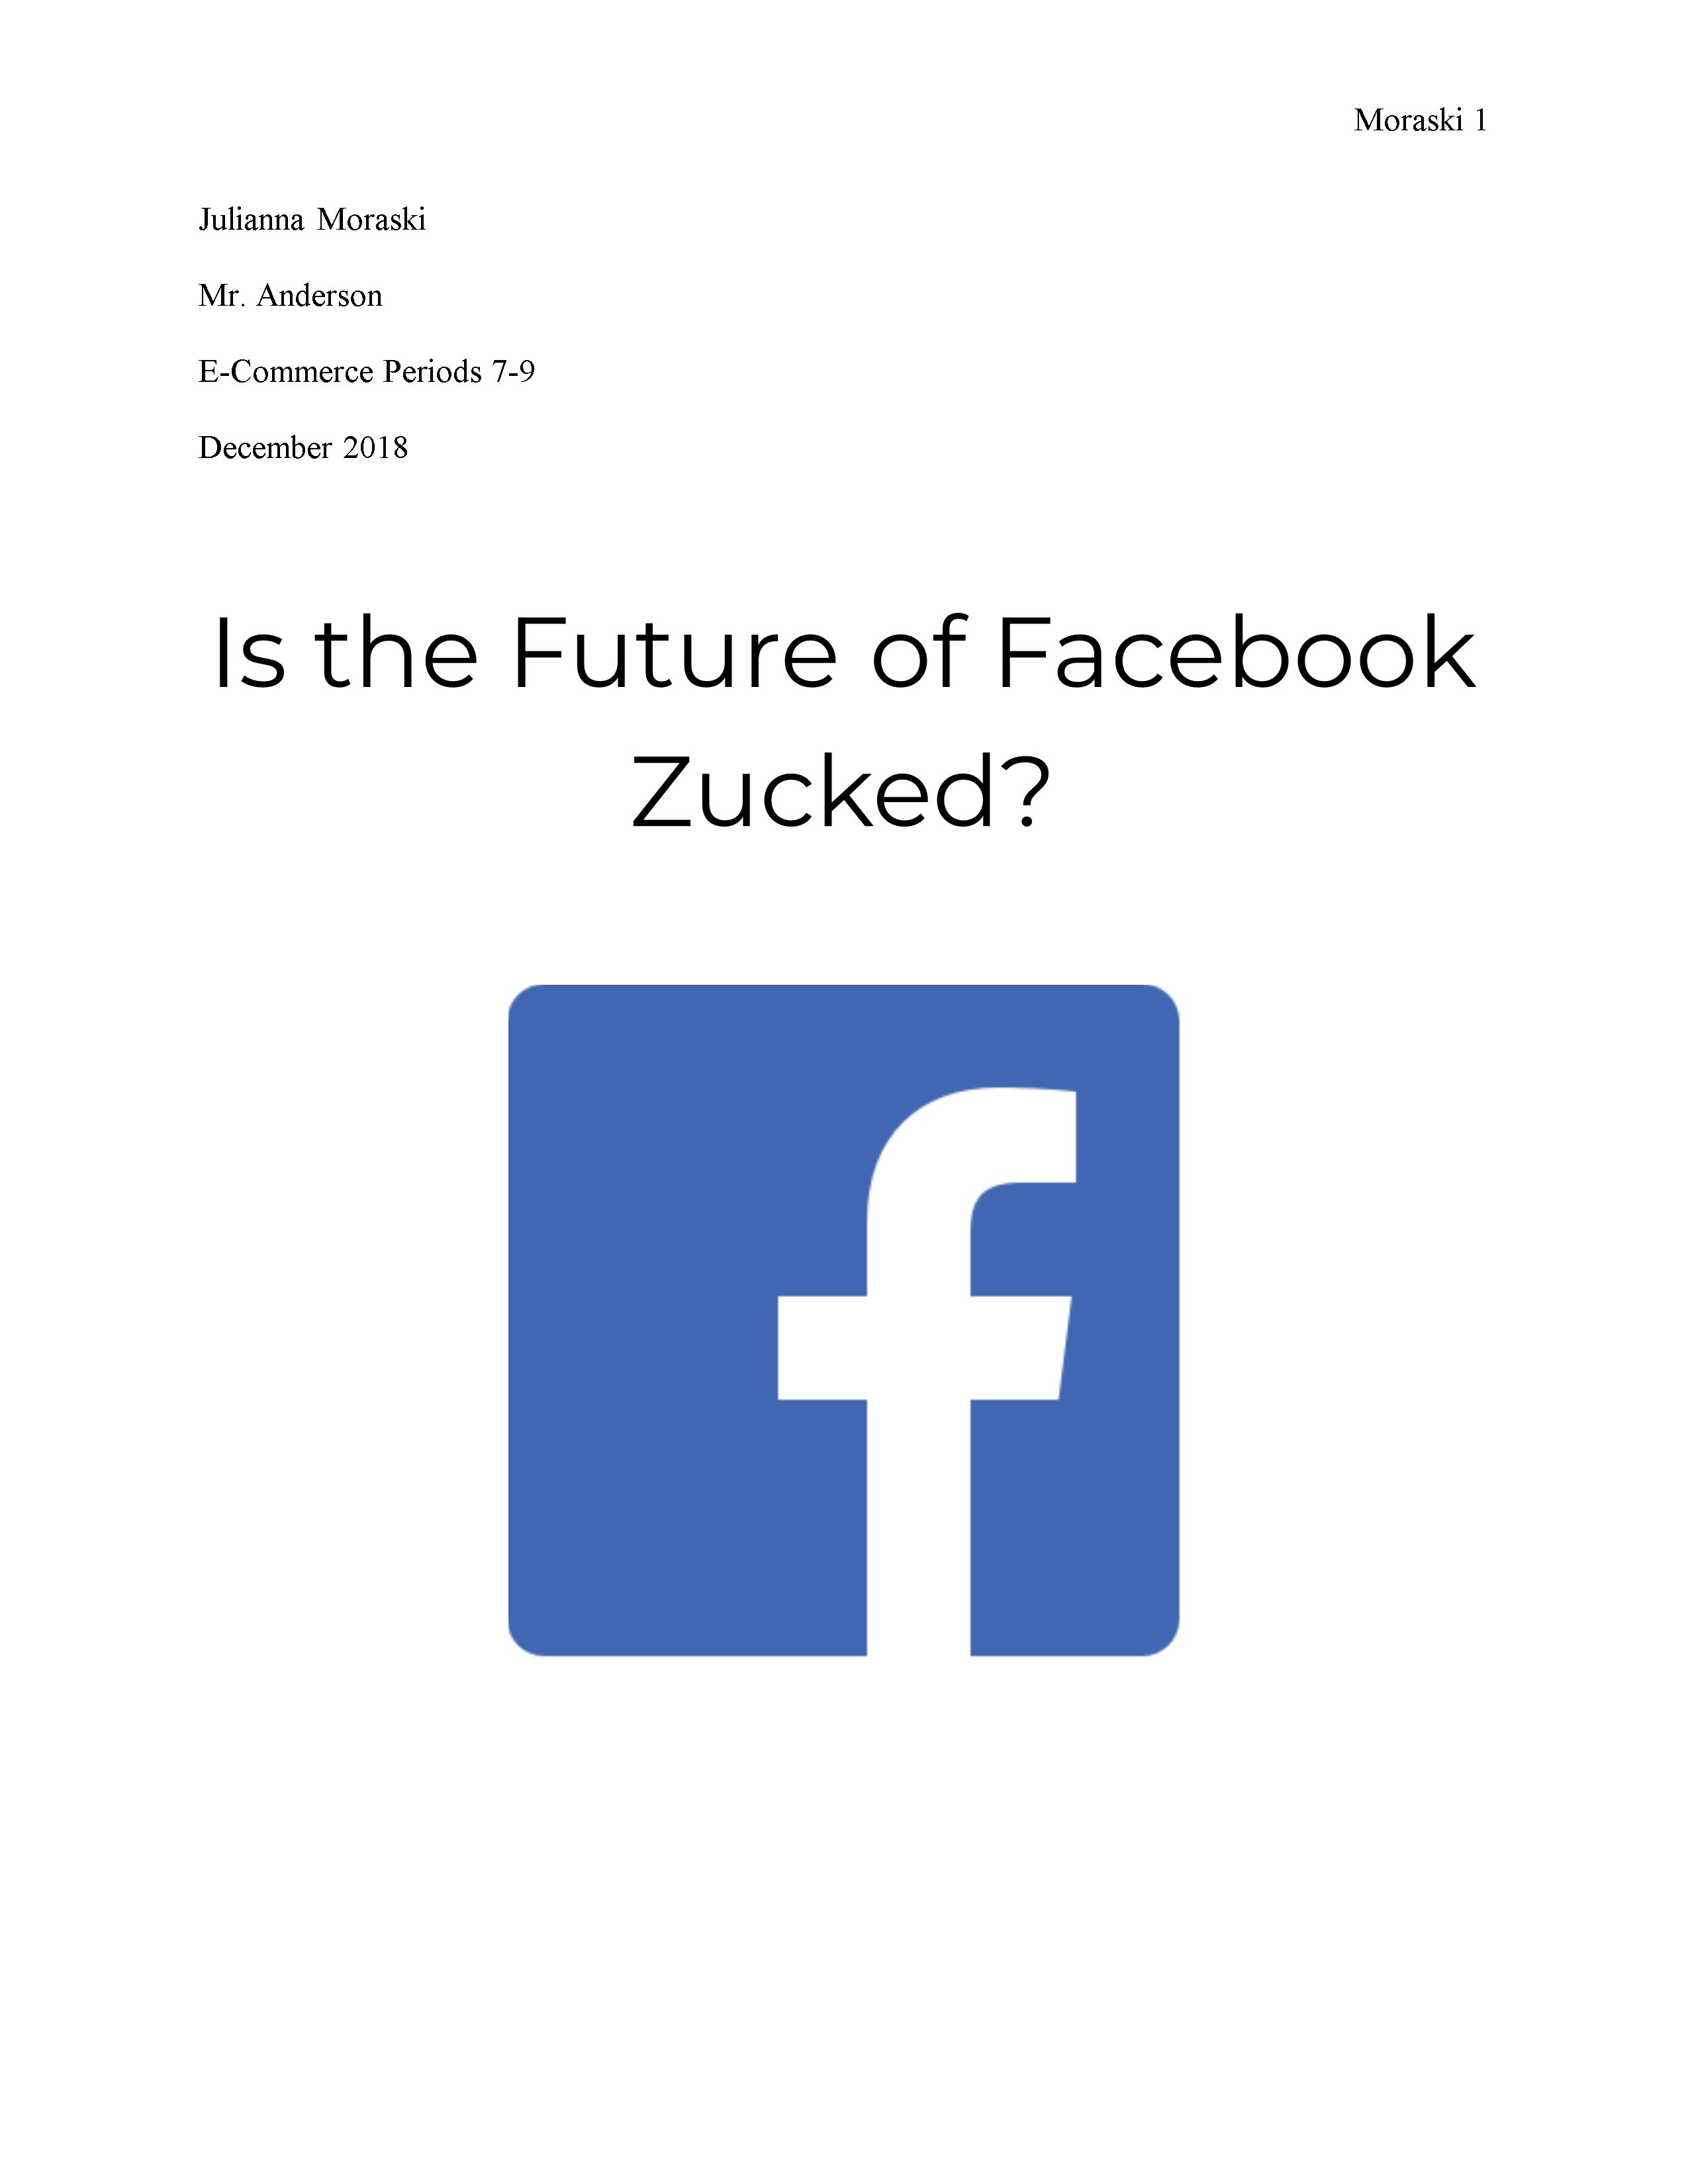 Moraski 1
Julianna Moraski
Mr. Anderson
E-Commerce Periods 7-9
December 2018
Is the Future of Facebook
Zucked?
f